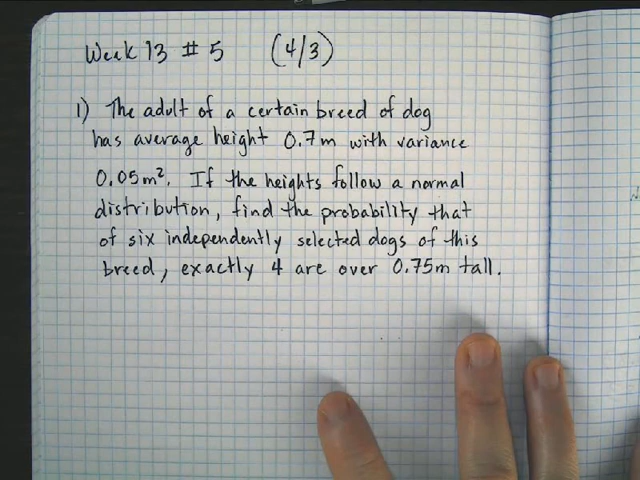 Week 13 # 5 (4/3)
1) The adult of a certain breed of dog
has average height 0.7m with variance
0.05m². If the heights follow a normal
distribution, find the probability that
of six independently selected dogs of this
breed, exactly 4 are over 0.75m tall.